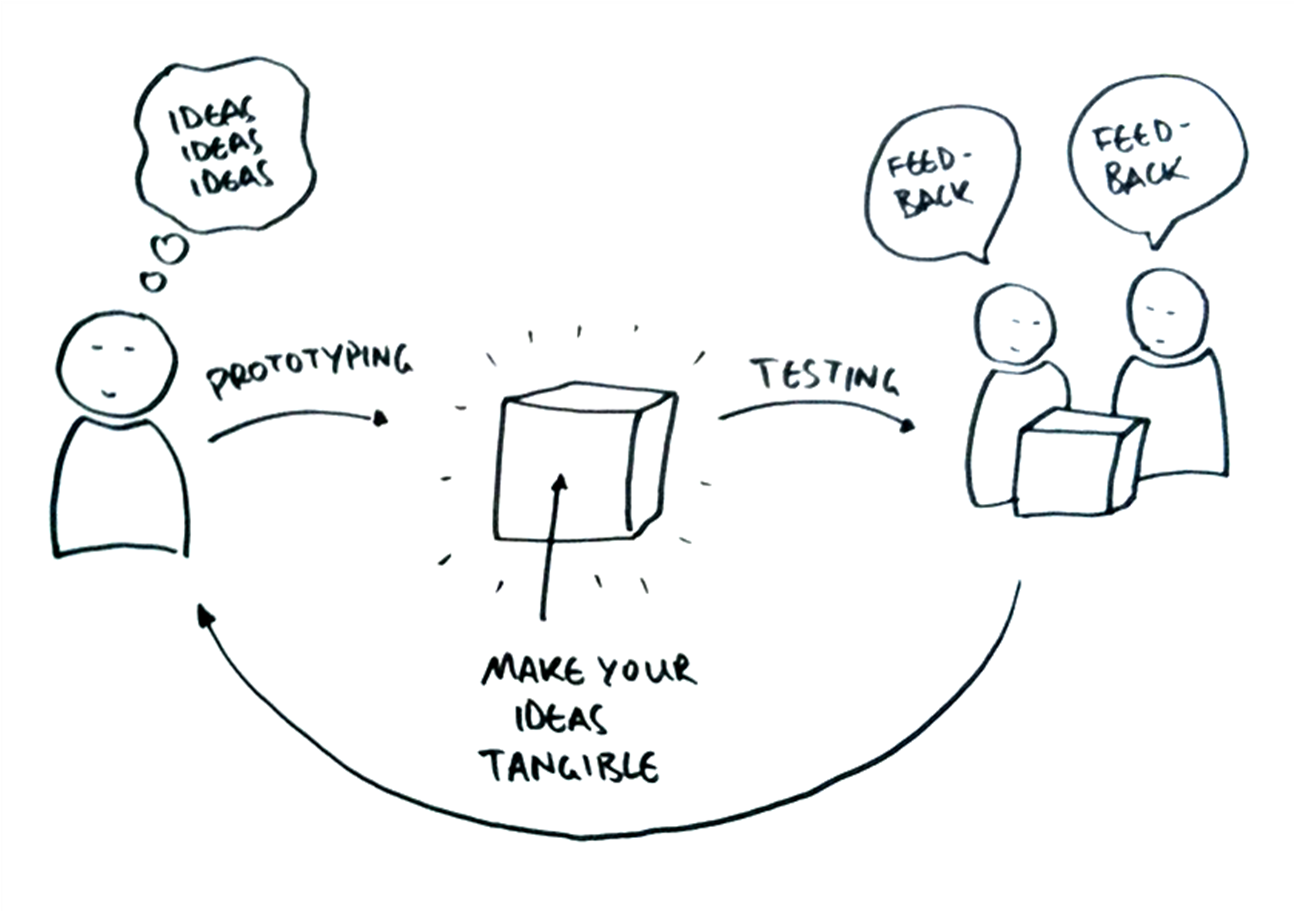 IDEAS
IDEAS
IDEAS
PROTOTYPING
MAKE YOUR
IDEAS
TANGIBLE
TESTING
FEED-
BACK
FEED-
BACK